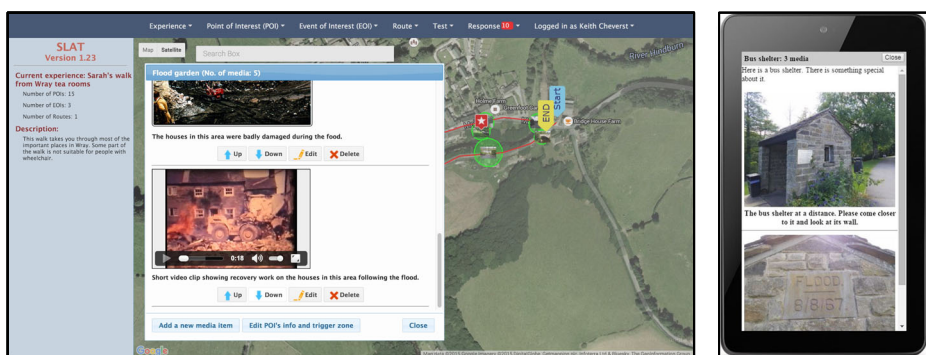 Experience Point of Interest (POI) Event of Interest (EOI) Route Test Response 10 Logged in as Keith Cheverst
SLAT
Version 1.23
Current experience: Sarah's walk
from Wray tea rooms
Number of POIs: 15
Number of EOIs: 3
Number of Routes: 1
Description:
This walk takes you through most of the
important places in Wray. Some part of
the walk is not suitable for people with
wheelchair.
Map Satellite Search Box
River Hindburn
Flood garden (No. of media: 5)
The houses in this area were badly damaged during the food.
Up Down Edit Delete
0:18
Short video clip showing recovery work on the houses in this area following the flood.
Up Down Edit Delete
Add a new media item Edit POI's info and trigger zone Close
Google
Holme Farm
END
Start
Bridge House Farm
Bus shelter: 3 media Close
Here is a bus shelter. There is something special
about it.
The bus shelter at a distance. Please come closer
to it and look at its wall.
FLOOD
8/8/67